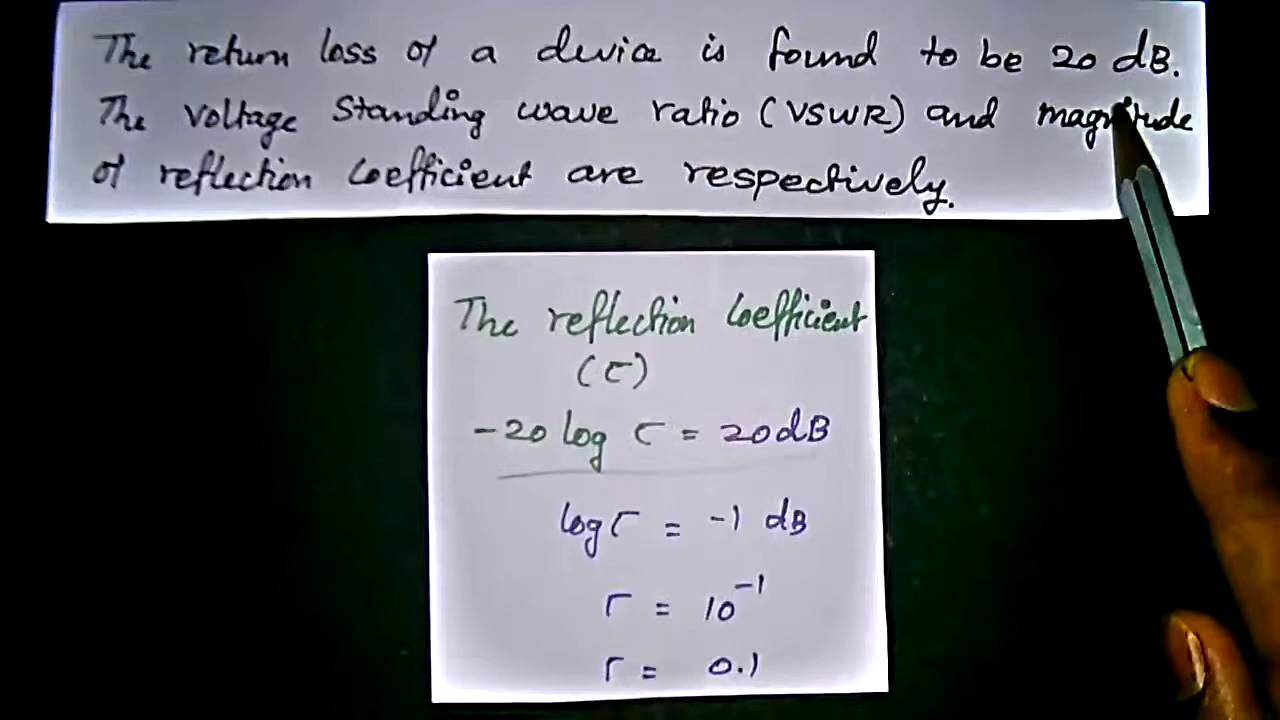 The return loss of a device is found to be 20 dB.
The voltage standing wave ratio (VSWR) and magnitude
of reflection coefficient are respectively.
The reflection coefficient
(Γ)
-20 log Γ = 20dB
log Γ = -1 dB
Γ = 10⁻¹
Γ = 0.1